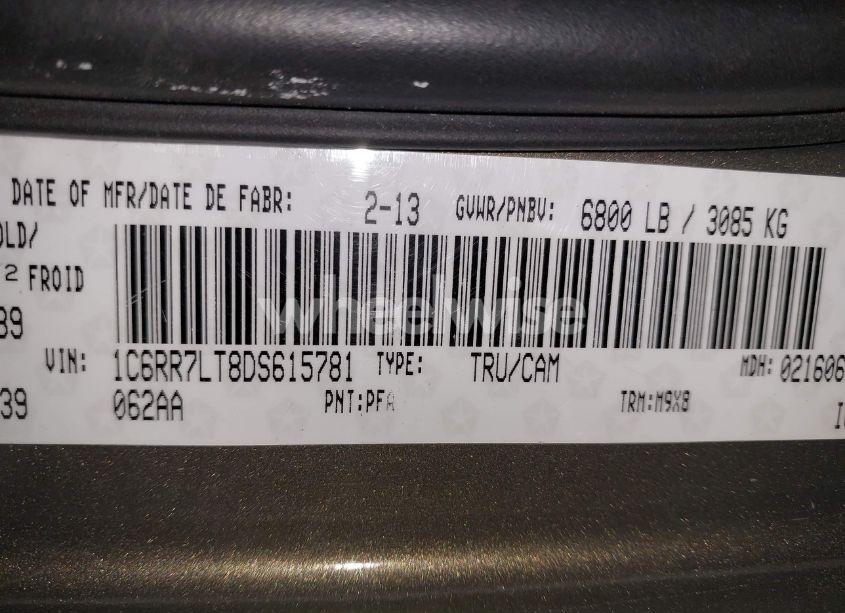 DATE OF MFR/DATE DE FABR: 2-13 GVWR/PNBV: 6800 LB / 3085 KG
OLD/
2 FROID
wheelwise
39
VIN: 1C6RR7LT8DS615781 TYPE: TRU/CAM MDH: 021606
39 062AA PNT:PFA TRM:M9X8